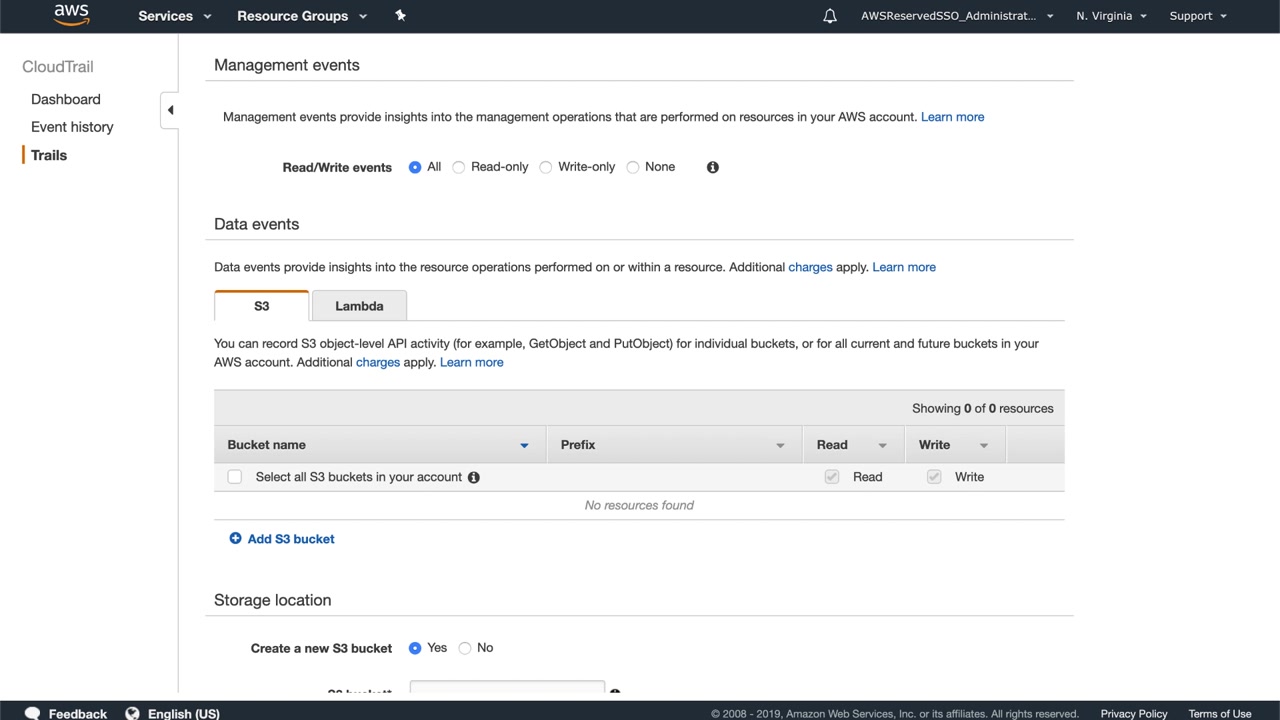 aws Services Resource Groups AWSReservedSSO_Administrat... N. Virginia Support
CloudTrail
Dashboard
Event history
Trails
Management events
Management events provide insights into the management operations that are performed on resources in your AWS account. Learn more
Read/Write events All Read-only Write-only None
Data events
Data events provide insights into the resource operations performed on or within a resource. Additional charges apply. Learn more
S3 Lambda
You can record S3 object-level API activity (for example, GetObject and PutObject) for individual buckets, or for all current and future buckets in your
AWS account. Additional charges apply. Learn more
Showing 0 of 0 resources
Bucket name Prefix Read Write
Select all S3 buckets in your account Read Write
No resources found
Add S3 bucket
Storage location
Create a new S3 bucket Yes No
S3 bucket*
Feedback English (US) © 2008 - 2019, Amazon Web Services, Inc. or its affiliates. All rights reserved. Privacy Policy Terms of Use